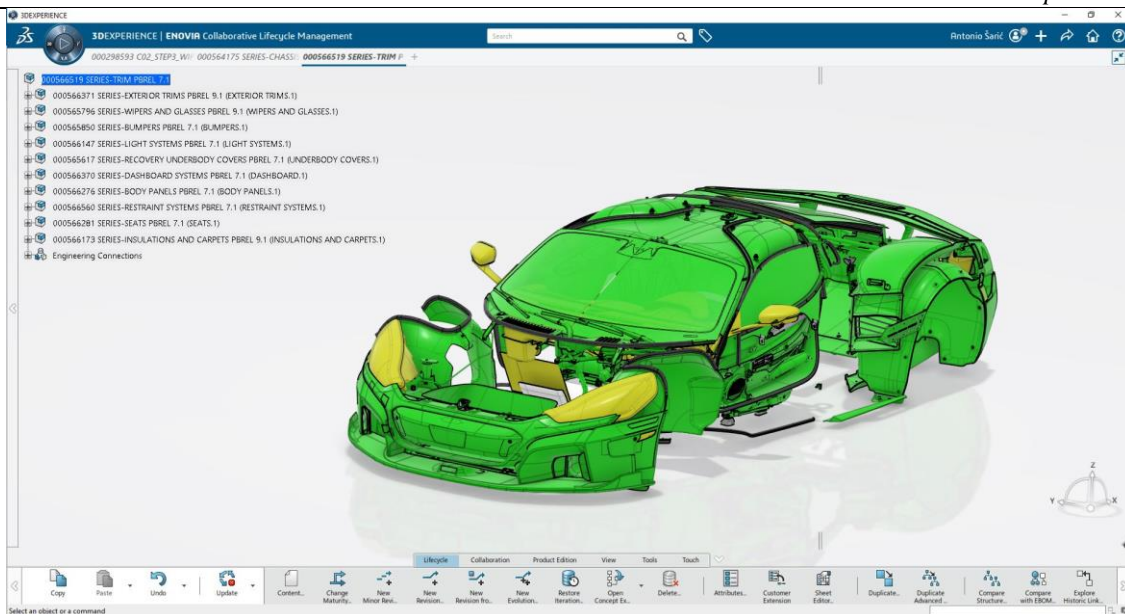 3DEXPERIENCE
3DEXPERIENCE | ENOVIA Collaborative Lifecycle Management
Search
Antonio Šarić
000298593 C02_STEP3_WIP 000564175 SERIES-CHASSI 000566519 SERIES-TRIM P +
000566519 SERIES-TRIM PBREL 7.1
000566371 SERIES-EXTERIOR TRIMS PBREL 9.1 (EXTERIOR TRIMS.1)
000565796 SERIES-WIPERS AND GLASSES PBREL 9.1 (WIPERS AND GLASSES.1)
000565850 SERIES-BUMPERS PBREL 7.1 (BUMPERS.1)
000566147 SERIES-LIGHT SYSTEMS PBREL 7.1 (LIGHT SYSTEMS.1)
000565617 SERIES-RECOVERY UNDERBODY COVERS PBREL 7.1 (UNDERBODY COVERS.1)
000566370 SERIES-DASHBOARD SYSTEMS PBREL 7.1 (DASHBOARD.1)
000566276 SERIES-BODY PANELS PBREL 7.1 (BODY PANELS.1)
000566560 SERIES-RESTRAINT SYSTEMS PBREL 7.1 (RESTRAINT SYSTEMS.1)
000566281 SERIES-SEATS PBREL 7.1 (SEATS.1)
000566173 SERIES-INSULATIONS AND CARPETS PBREL 9.1 (INSULATIONS AND CARPETS.1)
Engineering Connections
Z
Y X
Lifecycle Collaboration Product Edition View Tools Touch
Copy Paste Undo Update Content... Change Maturity... New Minor Revi... New Revision... New Revision fro... New Evolution... Restore Iteration... Open Concept Ex... Delete... Attributes... Customer Extension Sheet Editor... Duplicate... Duplicate Advanced... Compare Structure... Compare with EBOM... Explore Historic Link...
Select an object or a command